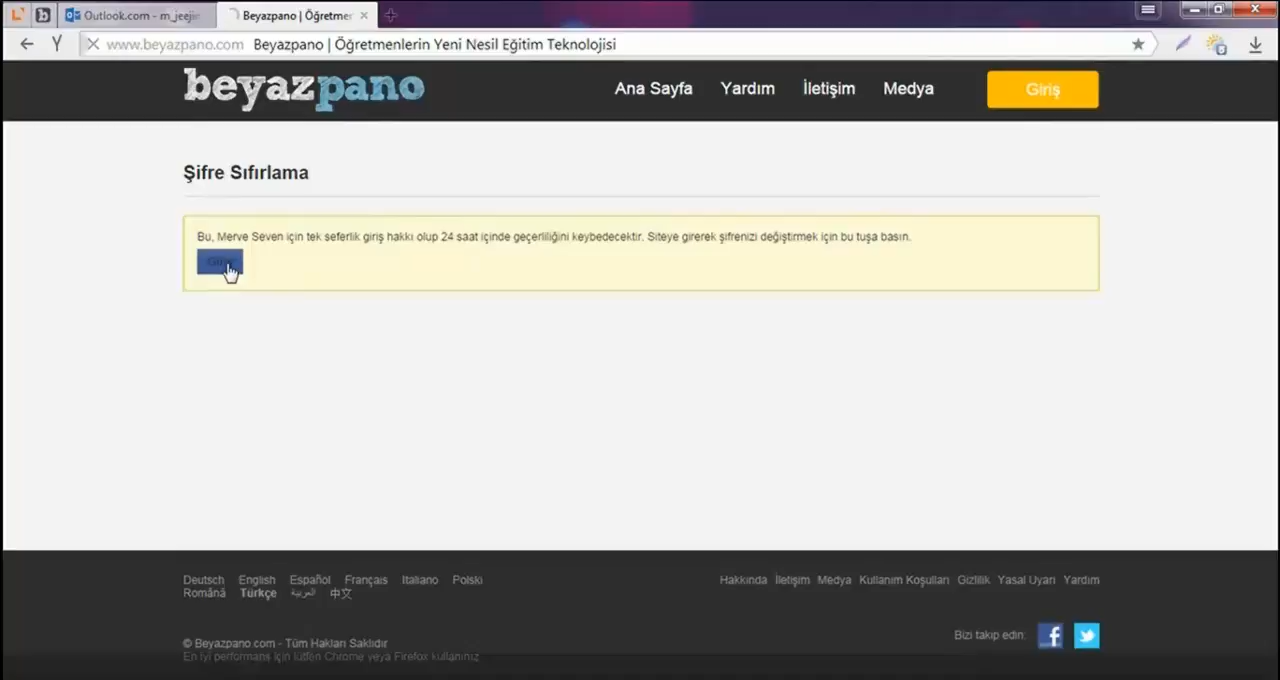 Outlook.com - m_jeejir
Beyazpano | Öğretmer
www.beyazpano.com Beyazpano | Öğretmenlerin Yeni Nesil Eğitim Teknolojisi
beyazpano
Ana Sayfa Yardım İletişim Medya Giriş
Şifre Sıfırlama
Bu, Merve Seven için tek seferlik giriş hakkı olup 24 saat içinde geçerliliğini keybedecektir. Siteye girerek şifrenizi değiştirmek için bu tuşa basın.
Deutsch English Español Français Italiano Polski
Română Türkçe العربية 中文
Hakkında İletişim Medya Kullanım Koşulları Gizlilik Yasal Uyarı Yardım
Bizi takip edin:
© Beyazpano.com - Tüm Hakları Saklıdır
En iyi performans için lütfen Chrome veya Firefox kullanınız